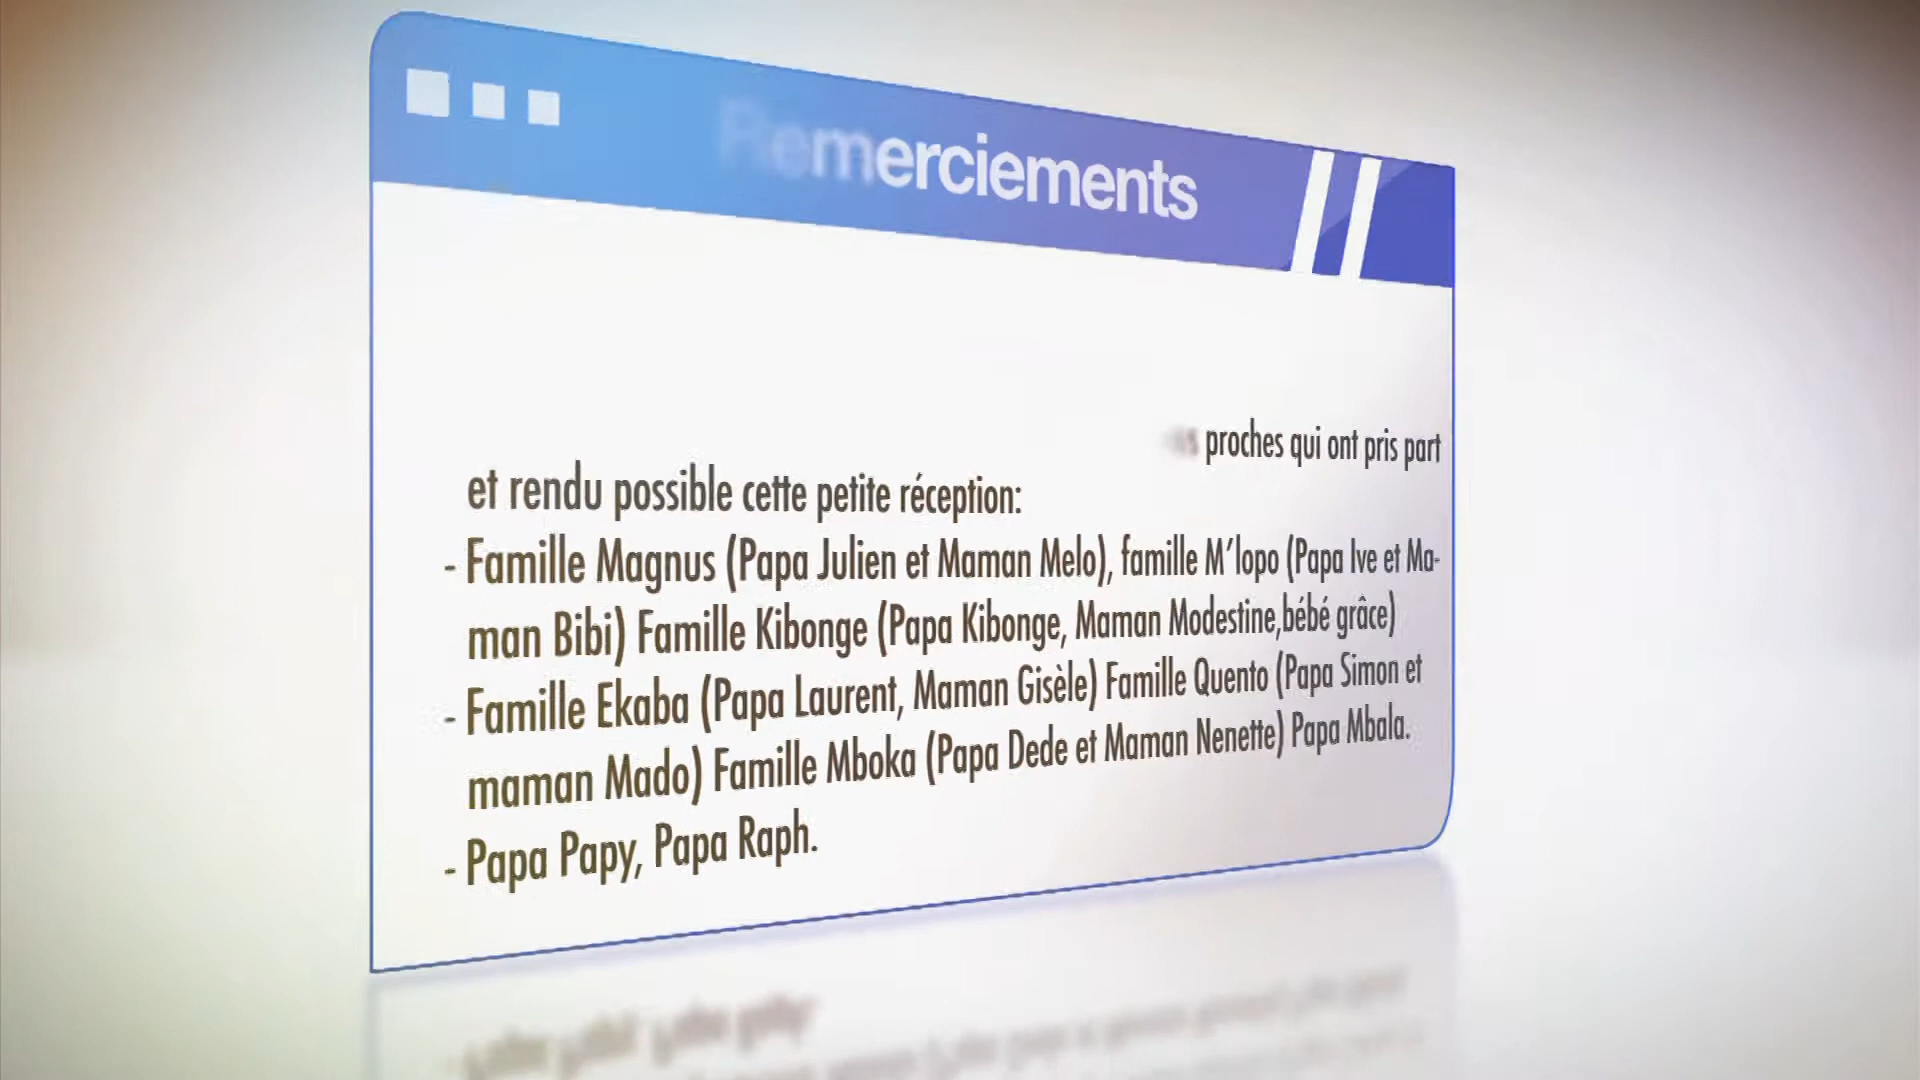 Remerciements
proches qui ont pris part
et rendu possible cette petite réception:
- Famille Magnus (Papa Julien et Maman Melo), famille M'lopo (Papa Ive et Ma-
man Bibi) Famille Kibonge (Papa Kibonge, Maman Modestine,bébé grâce)
- Famille Ekaba (Papa Laurent, Maman Gisèle) Famille Quento (Papa Simon et
maman Mado) Famille Mboka (Papa Dede et Maman Nenette) Papa Mbala.
- Papa Papy, Papa Raph.